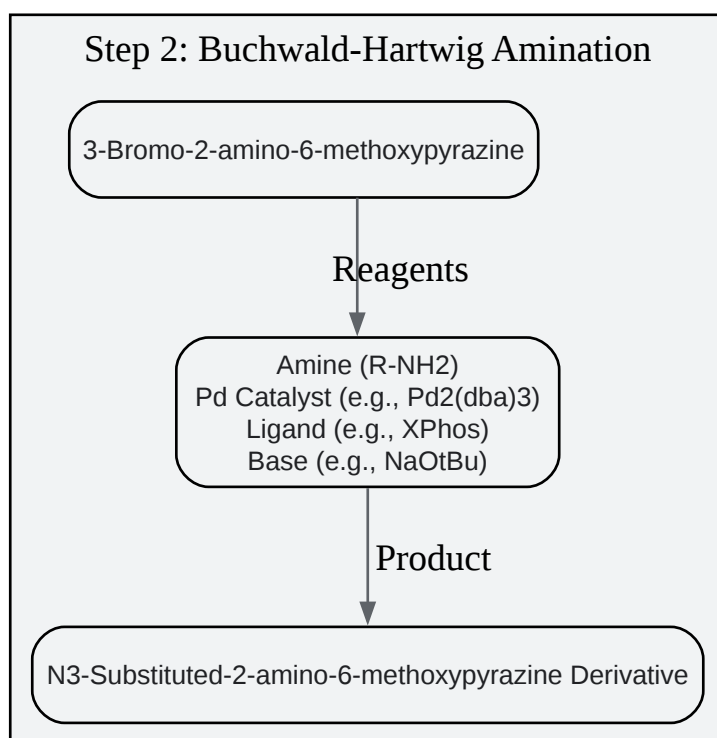 Step 2: Buchwald-Hartwig Amination
3-Bromo-2-amino-6-methoxypyrazine
Reagents
Amine (R-NH2)
Pd Catalyst (e.g., Pd2(dba)3)
Ligand (e.g., XPhos)
Base (e.g., NaOtBu)
Product
N3-Substituted-2-amino-6-methoxypyrazine Derivative